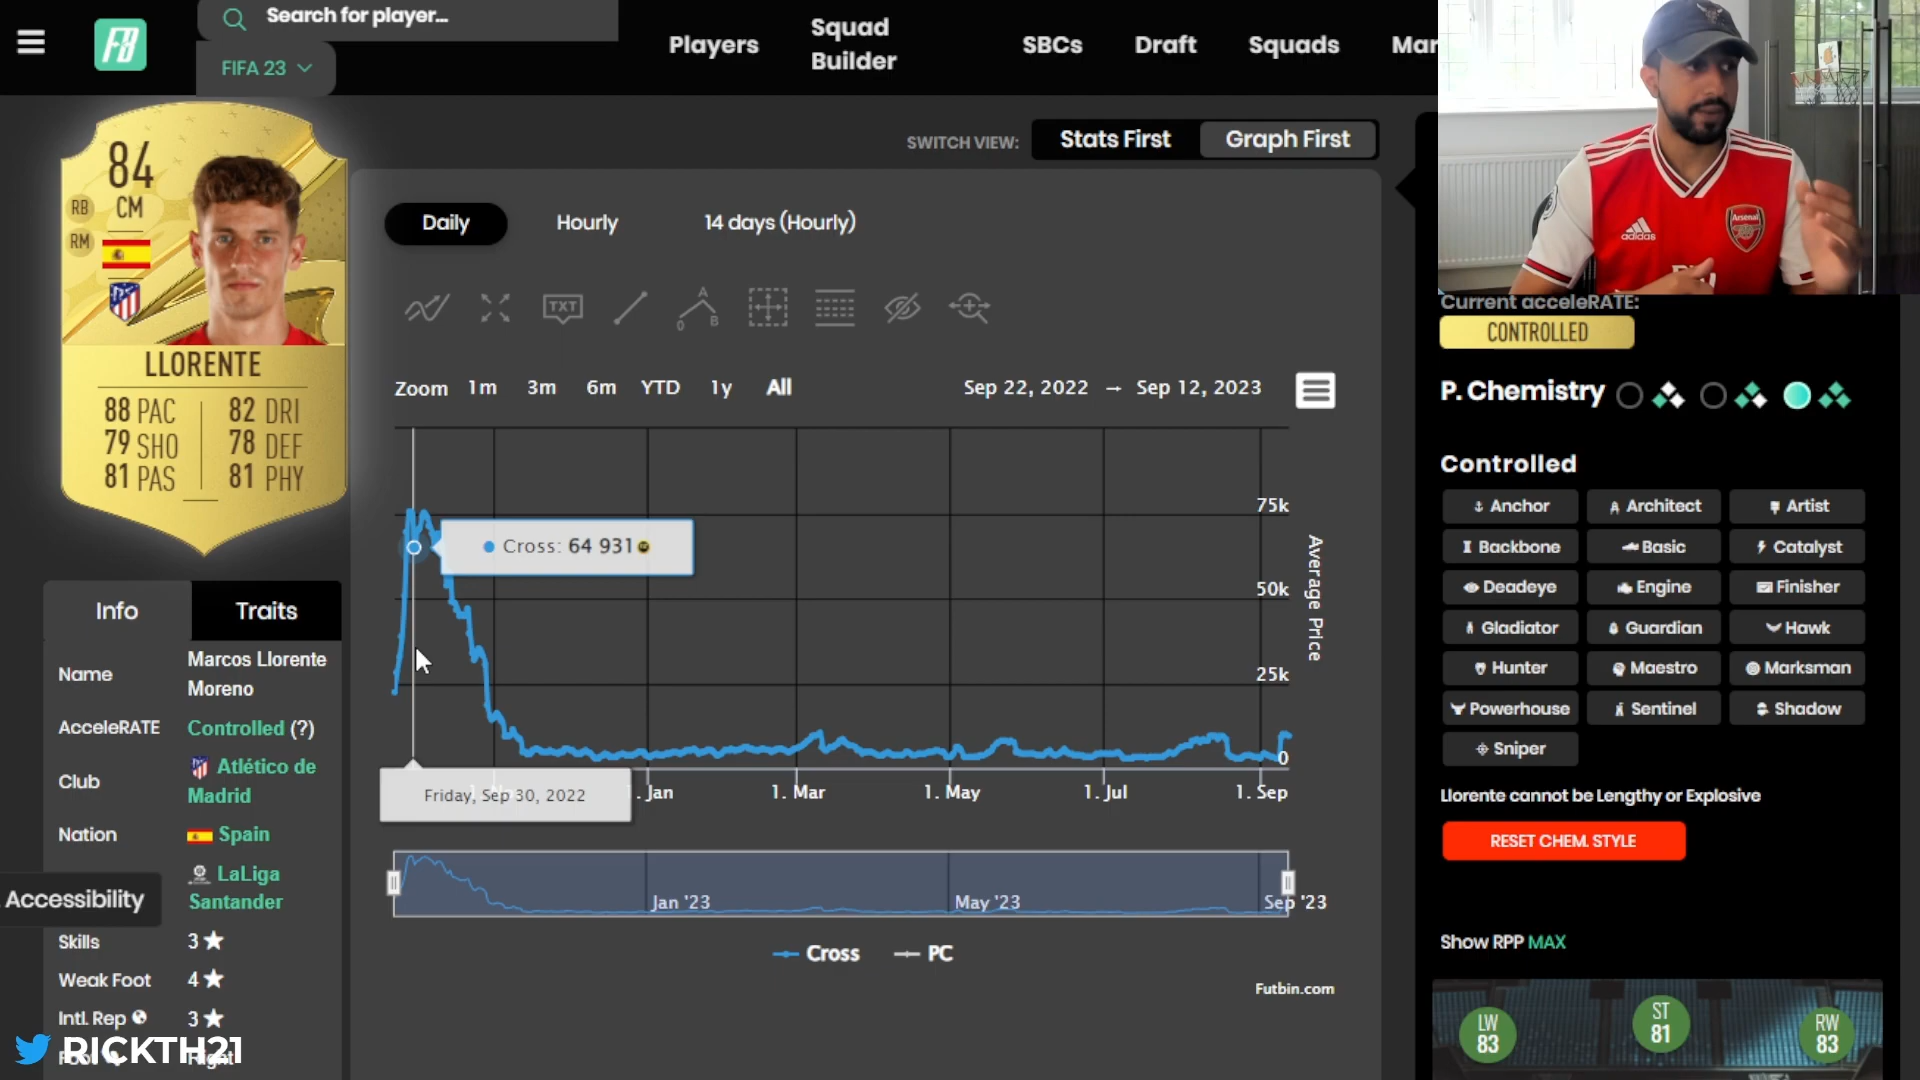 FB
Search for player...
FIFA 23
Players
Squad
Builder
SBCs
Draft
Squads
Mar
84
CM
RB
RM
LLORENTE
88 PAC
82 DRI
79 SHO
78 DEF
81 PAS
81 PHY
SWITCH VIEW:
Stats First
Graph First
Daily
Hourly
14 days (Hourly)
TXT
A
0
B
Zoom
1m
3m
6m
YTD
1y
All
Sep 22, 2022 → Sep 12, 2023
75k
50k
25k
0
Average Price
Cross: 64 931
Friday, Sep 30, 2022
. Jan
1. Mar
1. May
1. Jul
1. Sep
Jan '23
May '23
Sep '23
Cross
PC
Futbin.com
Info
Traits
Name
Marcos Llorente
Moreno
AcceleRATE
Controlled (?)
Club
Atlético de
Madrid
Nation
Spain
LaLiga
Santander
Accessibility
Skills
3
Weak Foot
4
Intl. Rep
3
Right
RICKTH21
adidas
Arsenal
Current acceleRATE:
CONTROLLED
P. Chemistry
Controlled
Anchor
Architect
Artist
Backbone
Basic
Catalyst
Deadeye
Engine
Finisher
Gladiator
Guardian
Hawk
Hunter
Maestro
Marksman
Powerhouse
Sentinel
Shadow
Sniper
Llorente cannot be Lengthy or Explosive
RESET CHEM. STYLE
Show RPP MAX
LW
83
ST
81
RW
83